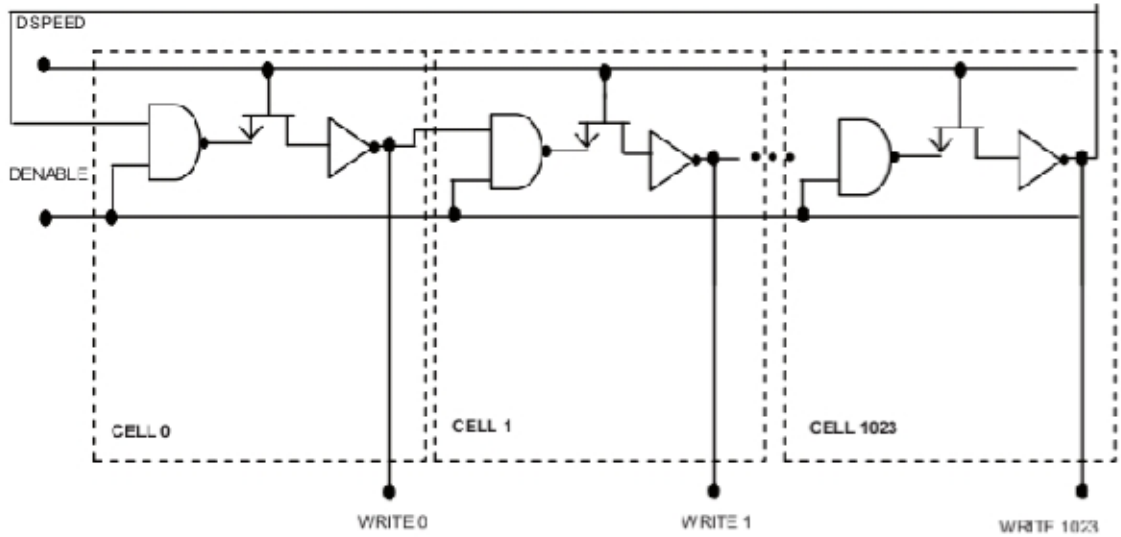 DSPEED
DENABLE
CELL 0
CELL 1
CELL 1023
WRITE 0
WRITE 1
WRITE 1023